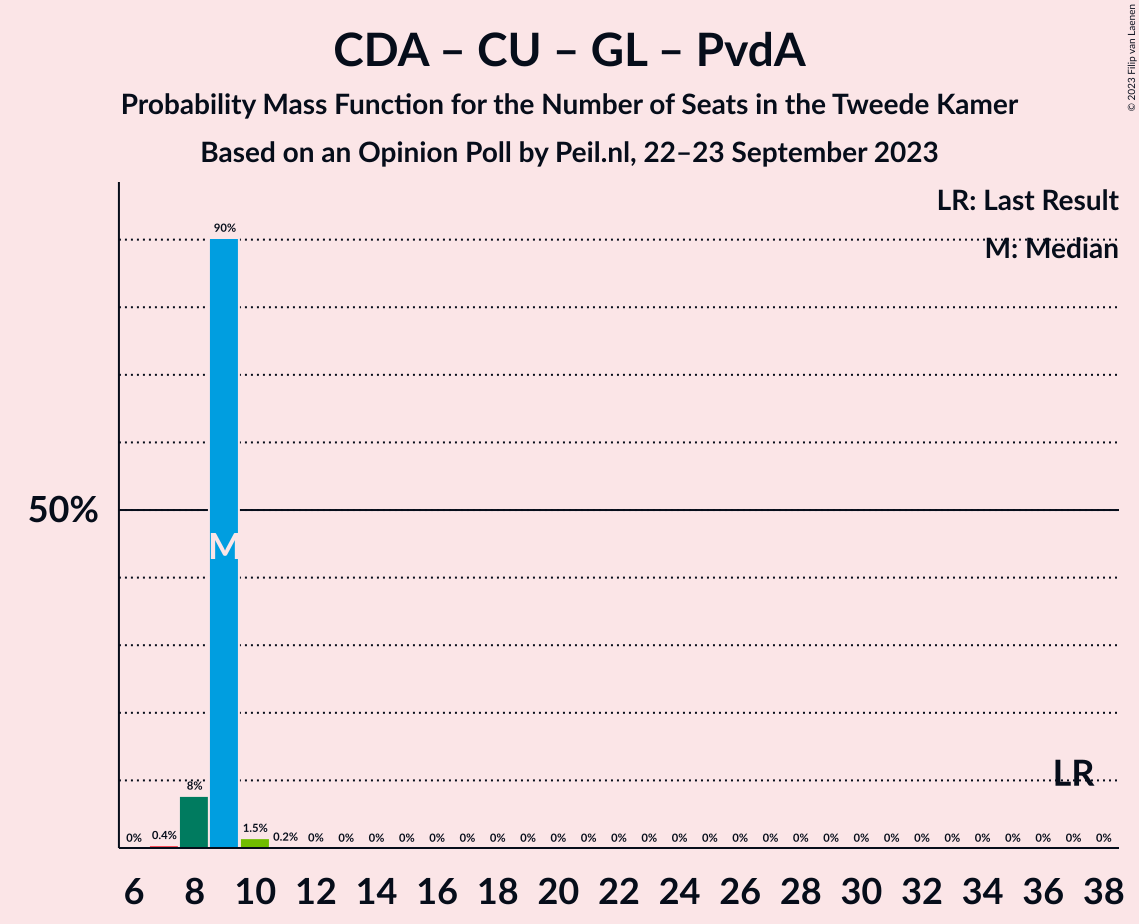 CDA – CU – GL – PvdA
Probability Mass Function for the Number of Seats in the Tweede Kamer
Based on an Opinion Poll by Peil.nl, 22–23 September 2023
© 2023 Filip van Laenen
LR: Last Result
M: Median
90%
50%
M
LR
0% 0.4% 8% 1.5% 0.2% 0% 0% 0% 0% 0% 0% 0% 0% 0% 0% 0% 0% 0% 0% 0% 0% 0% 0% 0% 0% 0% 0% 0% 0% 0% 0% 0%
6 8 10 12 14 16 18 20 22 24 26 28 30 32 34 36 38